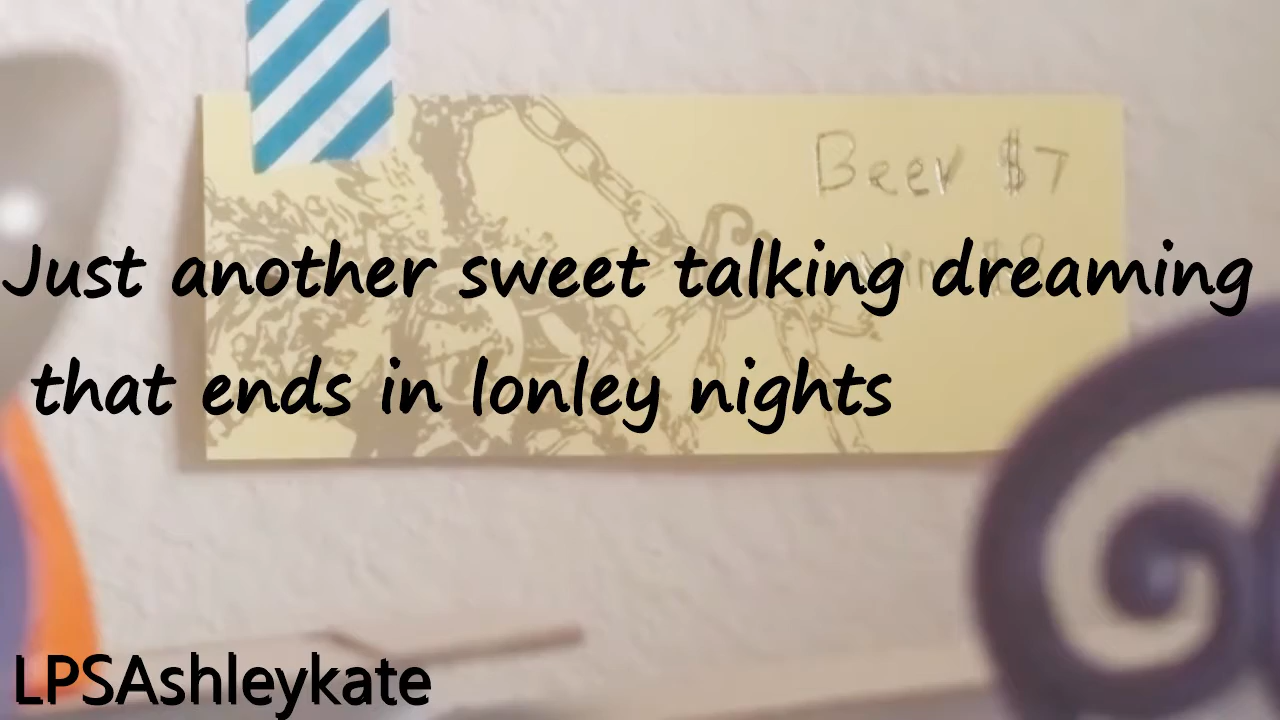 Beer $7
Just another sweet talking dreaming
that ends in lonley nights
LPSAshleykate